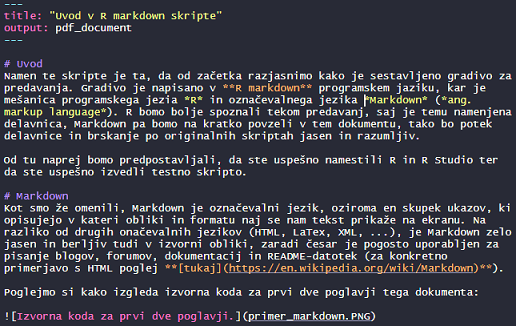 ---
title: "Uvod v R markdown skripte"
output: pdf_document
---
# Uvod
Namen te skripte je ta, da od začetka razjasnimo kako je sestavljeno gradivo za
predavanja. Gradivo je napisano v **R markdown** programskem jaziku, kar je
mešanica programskega jezia *R* in označevalnega jezika *Markdown* (*ang.
markup language*). R bomo bolje spoznali tekom predavanj, saj je temu namenjena
delavnica, Markdown pa bomo na kratko povzeli v tem dokumentu, tako bo potek
delavnice in brskanje po originalnih skriptah jasen in razumljiv.
Od tu naprej bomo predpostavljali, da ste uspešno namestili R in R Studio ter
da ste uspešno izvedli testno skripto.
# Markdown
Kot smo že omenili, Markdown je označevalni jezik, oziroma en skupek ukazov, ki
opisujejo v kateri obliki in formatu naj se nam tekst prikaže na ekranu. Na
razliko od drugih onačevalnih jezikov (HTML, LaTex, XML, ...), je Markdown zelo
jasen in berljiv tudi v izvorni obliki, zaradi česar je pogosto uporabljen za
pisanje blogov, forumov, dokumentacij in README-datotek (za konkretno
primerjavo s HTML poglej **[tukaj](https://en.wikipedia.org/wiki/Markdown)**).
Poglejmo si kako izgleda izvorna koda za prvi dve poglavji tega dokumenta:
![Izvorna koda za prvi dve poglavji.](primer_markdown.PNG)